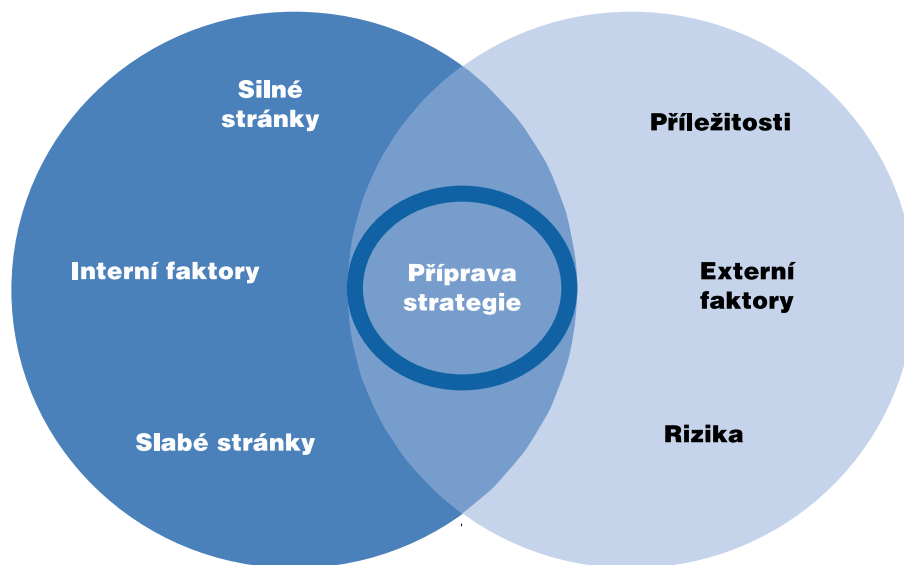 Silné
stránky
Interní faktory
Slabé stránky
Příprava
strategie
Příležitosti
Externí
faktory
Rizika